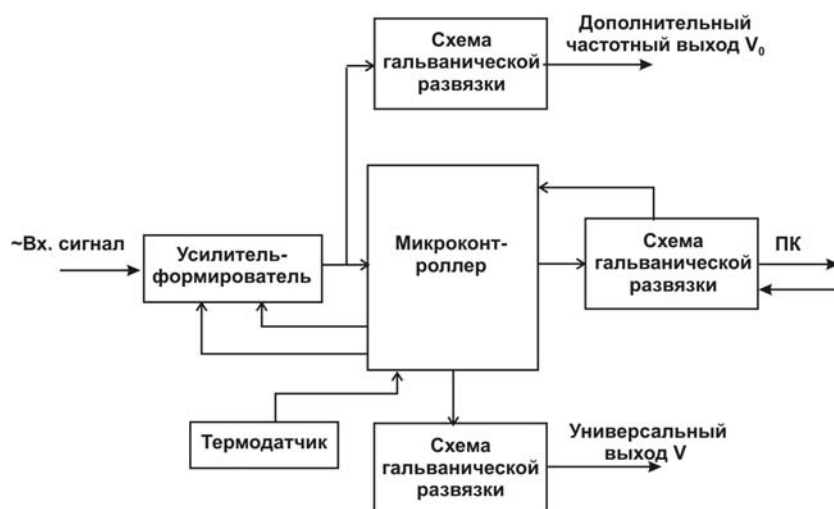 Схема
гальванической
развязки
Дополнительный
частотный выход V₀
~Вх. сигнал
Усилитель-
формирователь
Микроконт-
роллер
Схема
гальванической
развязки
ПК
Термодатчик
Схема
гальванической
развязки
Универсальный
выход V